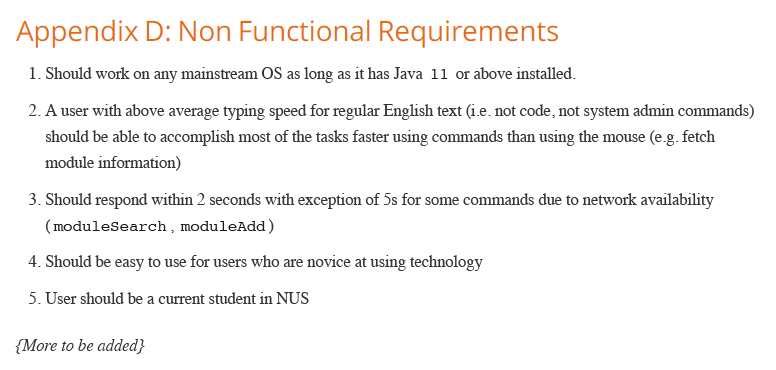 Appendix D: Non Functional Requirements
1. Should work on any mainstream OS as long as it has Java 11 or above installed.
2. A user with above average typing speed for regular English text (i.e. not code, not system admin commands)
should be able to accomplish most of the tasks faster using commands than using the mouse (e.g. fetch
module information)
3. Should respond within 2 seconds with exception of 5s for some commands due to network availability
(moduleSearch, moduleAdd)
4. Should be easy to use for users who are novice at using technology
5. User should be a current student in NUS
{More to be added}